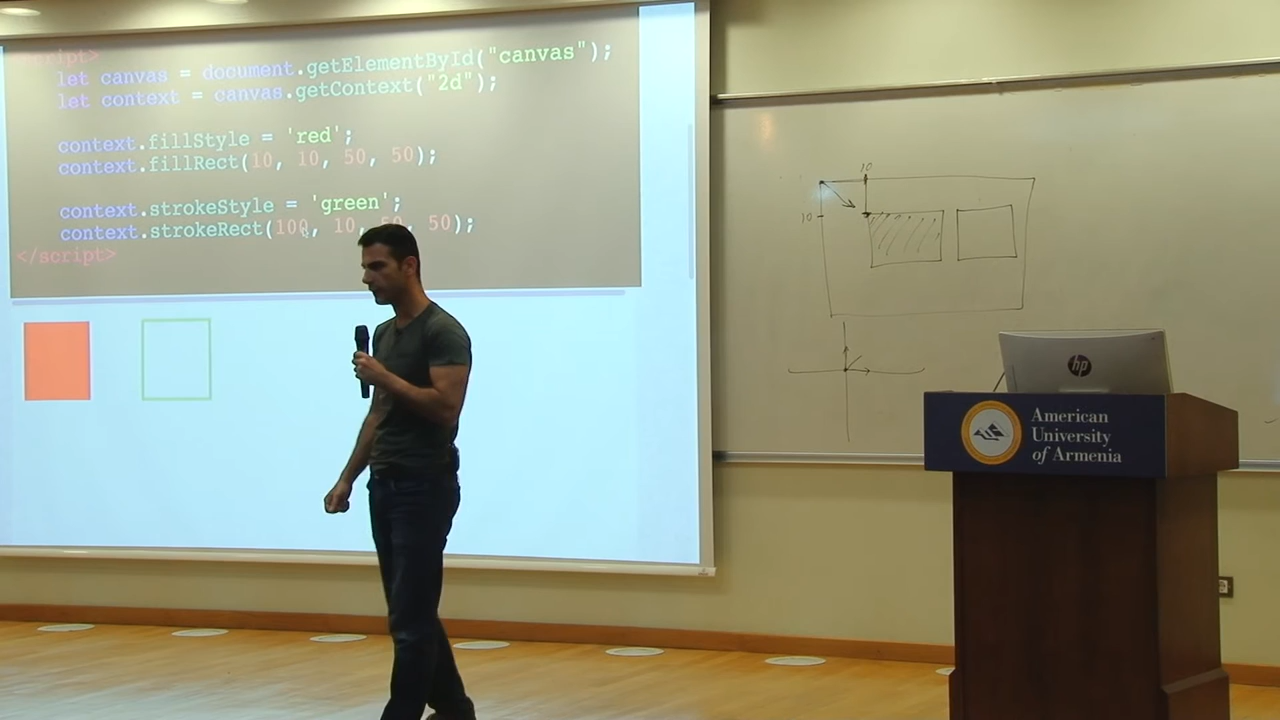 <script>
let canvas = document.getElementById("canvas");
let context = canvas.getContext("2d");
context.fillStyle = 'red';
context.fillRect(10, 10, 50, 50);
context.strokeStyle = 'green';
context.strokeRect(100, 10, 50, 50);
</script>
10
10
hp
American
University
of Armenia